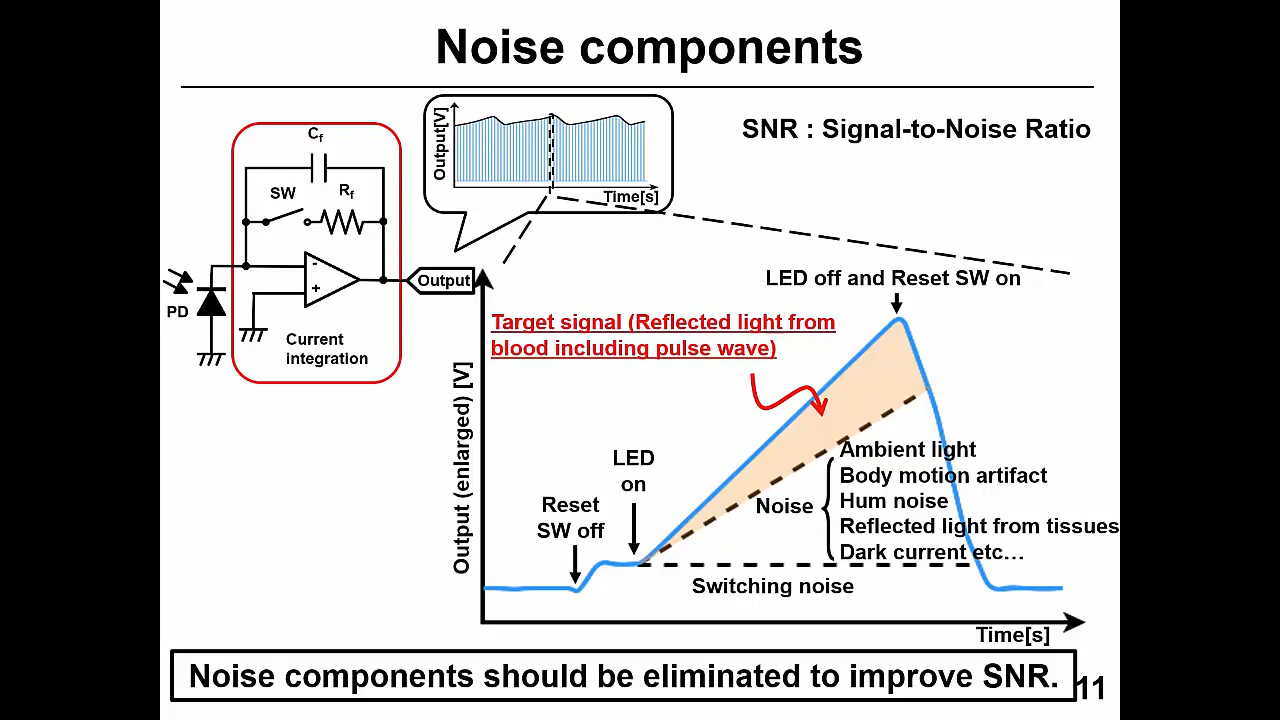 Noise components
SNR : Signal-to-Noise Ratio
Output[V]
Time[s]
Cf
SW
Rf
-
+
PD
Current
integration
Output
LED off and Reset SW on
Target signal (Reflected light from
blood including pulse wave)
Output (enlarged) [V]
LED
on
Reset
SW off
Noise
Ambient light
Body motion artifact
Hum noise
Reflected light from tissues
Dark current etc…
Switching noise
Time[s]
Noise components should be eliminated to improve SNR.
11